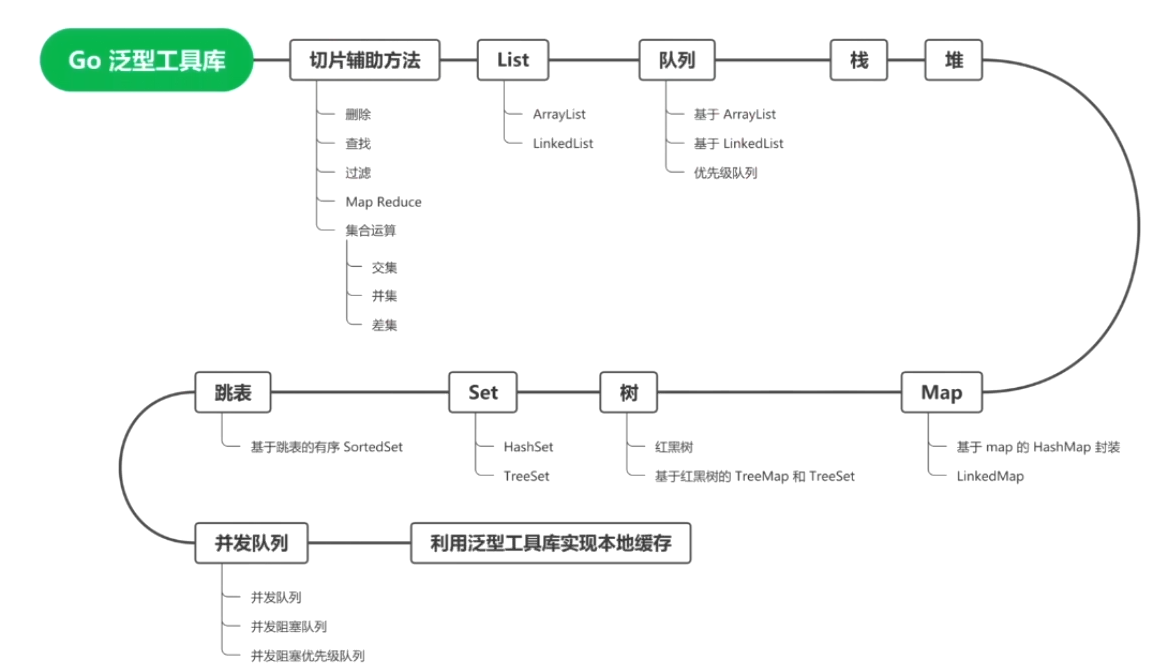 Go 泛型工具库
切片辅助方法
删除
查找
过滤
Map Reduce
集合运算
交集
并集
差集
List
ArrayList
LinkedList
队列
基于 ArrayList
基于 LinkedList
优先级队列
栈
堆
Map
基于 map 的 HashMap 封装
LinkedMap
树
红黑树
基于红黑树的 TreeMap 和 TreeSet
Set
HashSet
TreeSet
跳表
基于跳表的有序 SortedSet
并发队列
并发队列
并发阻塞队列
并发阻塞优先级队列
利用泛型工具库实现本地缓存